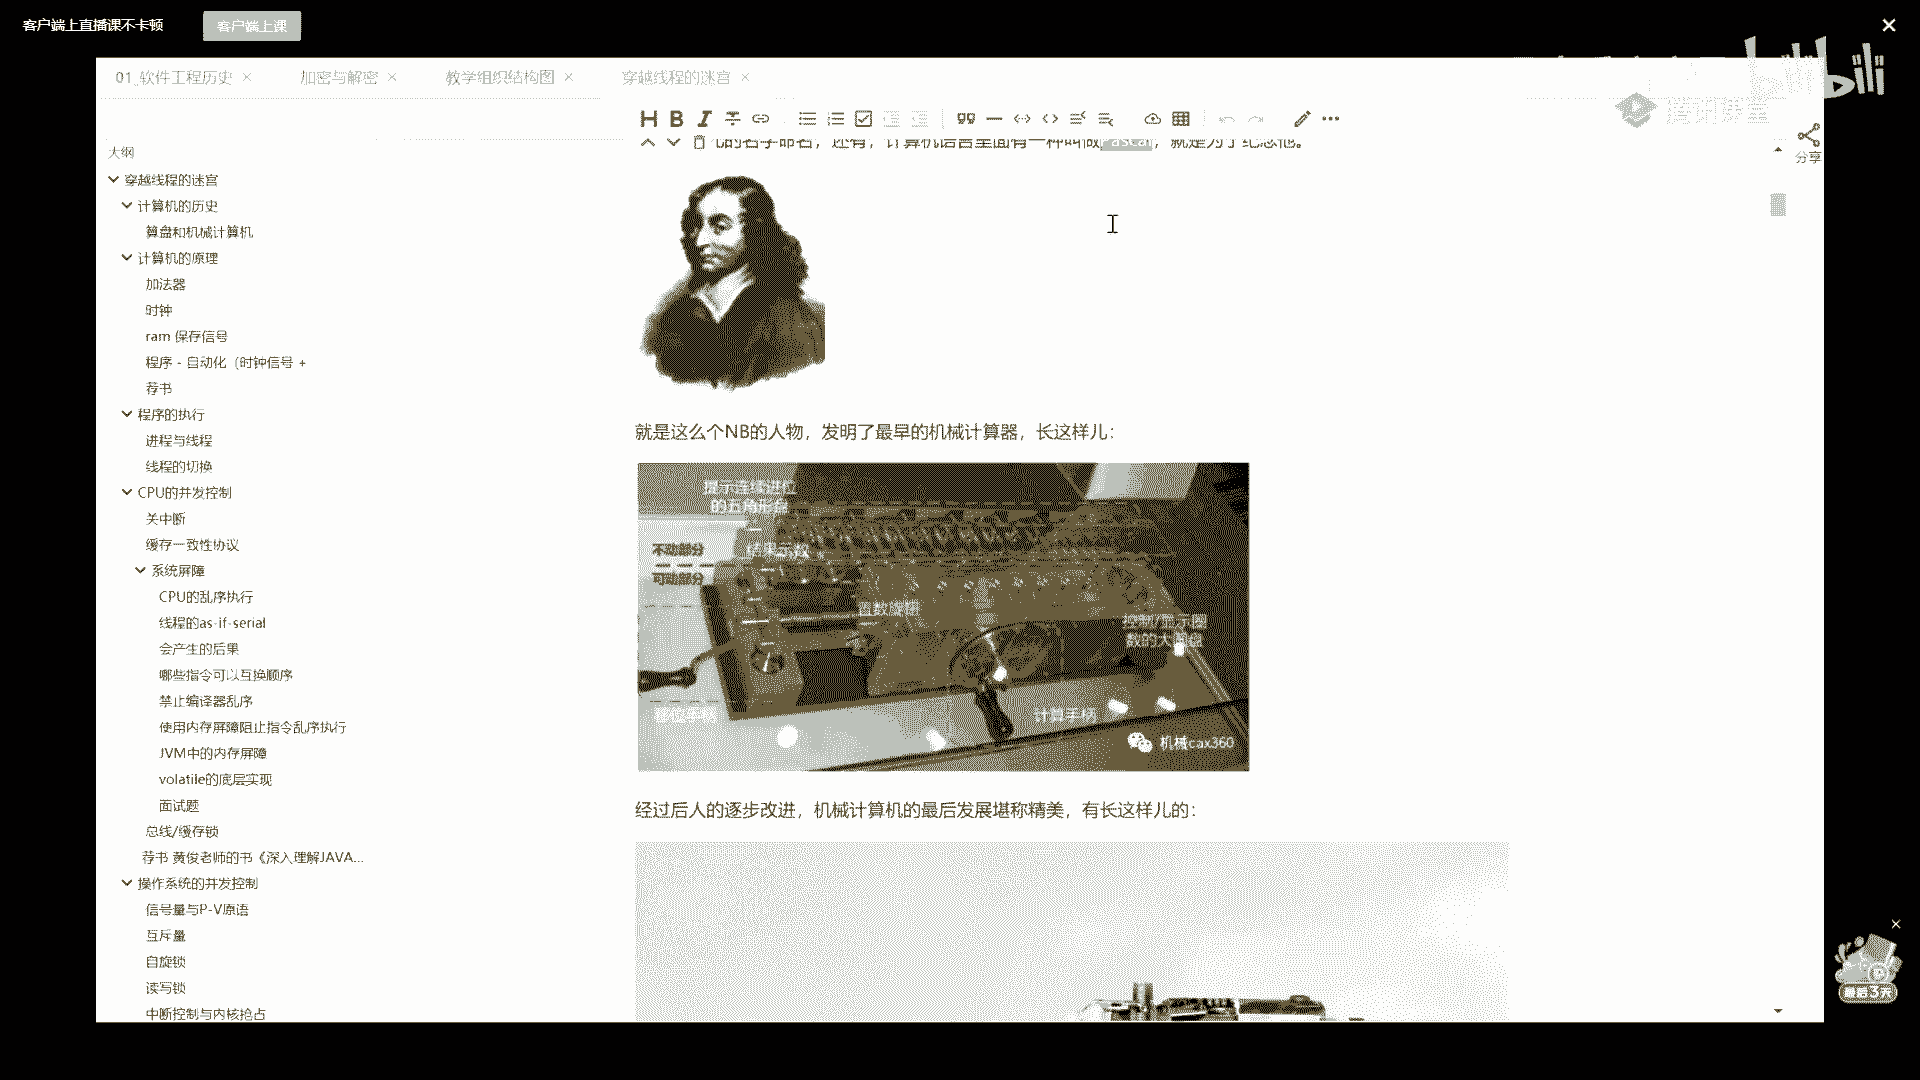 客户端上直播课不卡顿
客户端上课
bilibili
01_软件工程历史
加密与解密
教学组织结构图
穿越线程的迷宫
腾讯课堂
分享
大纲
穿越线程的迷宫
计算机的历史
算盘和机械计算机
计算机的原理
加法器
时钟
ram 保存信号
程序 - 自动化（时钟信号 +
荐书
程序的执行
进程与线程
线程的切换
CPU的并发控制
关中断
缓存一致性协议
系统屏障
CPU的乱序执行
线程的as-if-serial
会产生的后果
哪些指令可以互换顺序
禁止编译器乱序
使用内存屏障阻止指令乱序执行
JVM中的内存屏障
volatile的底层实现
面试题
总线/缓存锁
荐书 黄俊老师的书《深入理解JAVA...
操作系统的并发控制
信号量与P-V原语
互斥量
自旋锁
读写锁
中断控制与内核抢占
的名字命名，还有，计算机语言里面有一种叫做Pascal，就是为了纪念他。
就是这么个NB的人物，发明了最早的机械计算器，长这样儿：
提示连续进位
的五角形盘
不动部分
结果示数
可动部分
置数旋钮
控制/显示圈
数的大圆盘
移位手柄
计算手柄
机械cax360
经过后人的逐步改进，机械计算机的最后发展堪称精美，有长这样儿的：
最后3天